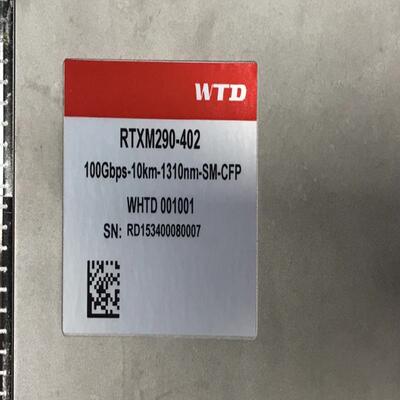 WTD
RTXM290-402
100Gbps-10km-1310nm-SM-CFP
WHTD 001001
SN: RD153400080007